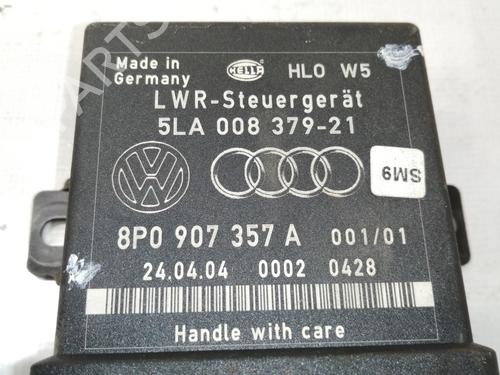 Made in
Germany
HELLA
HLO W5
LWR-Steuergerät
5LA 008 379-21
SM9
8P0 907 357 A 001/01
24.04.04 0002 0428
Handle with care